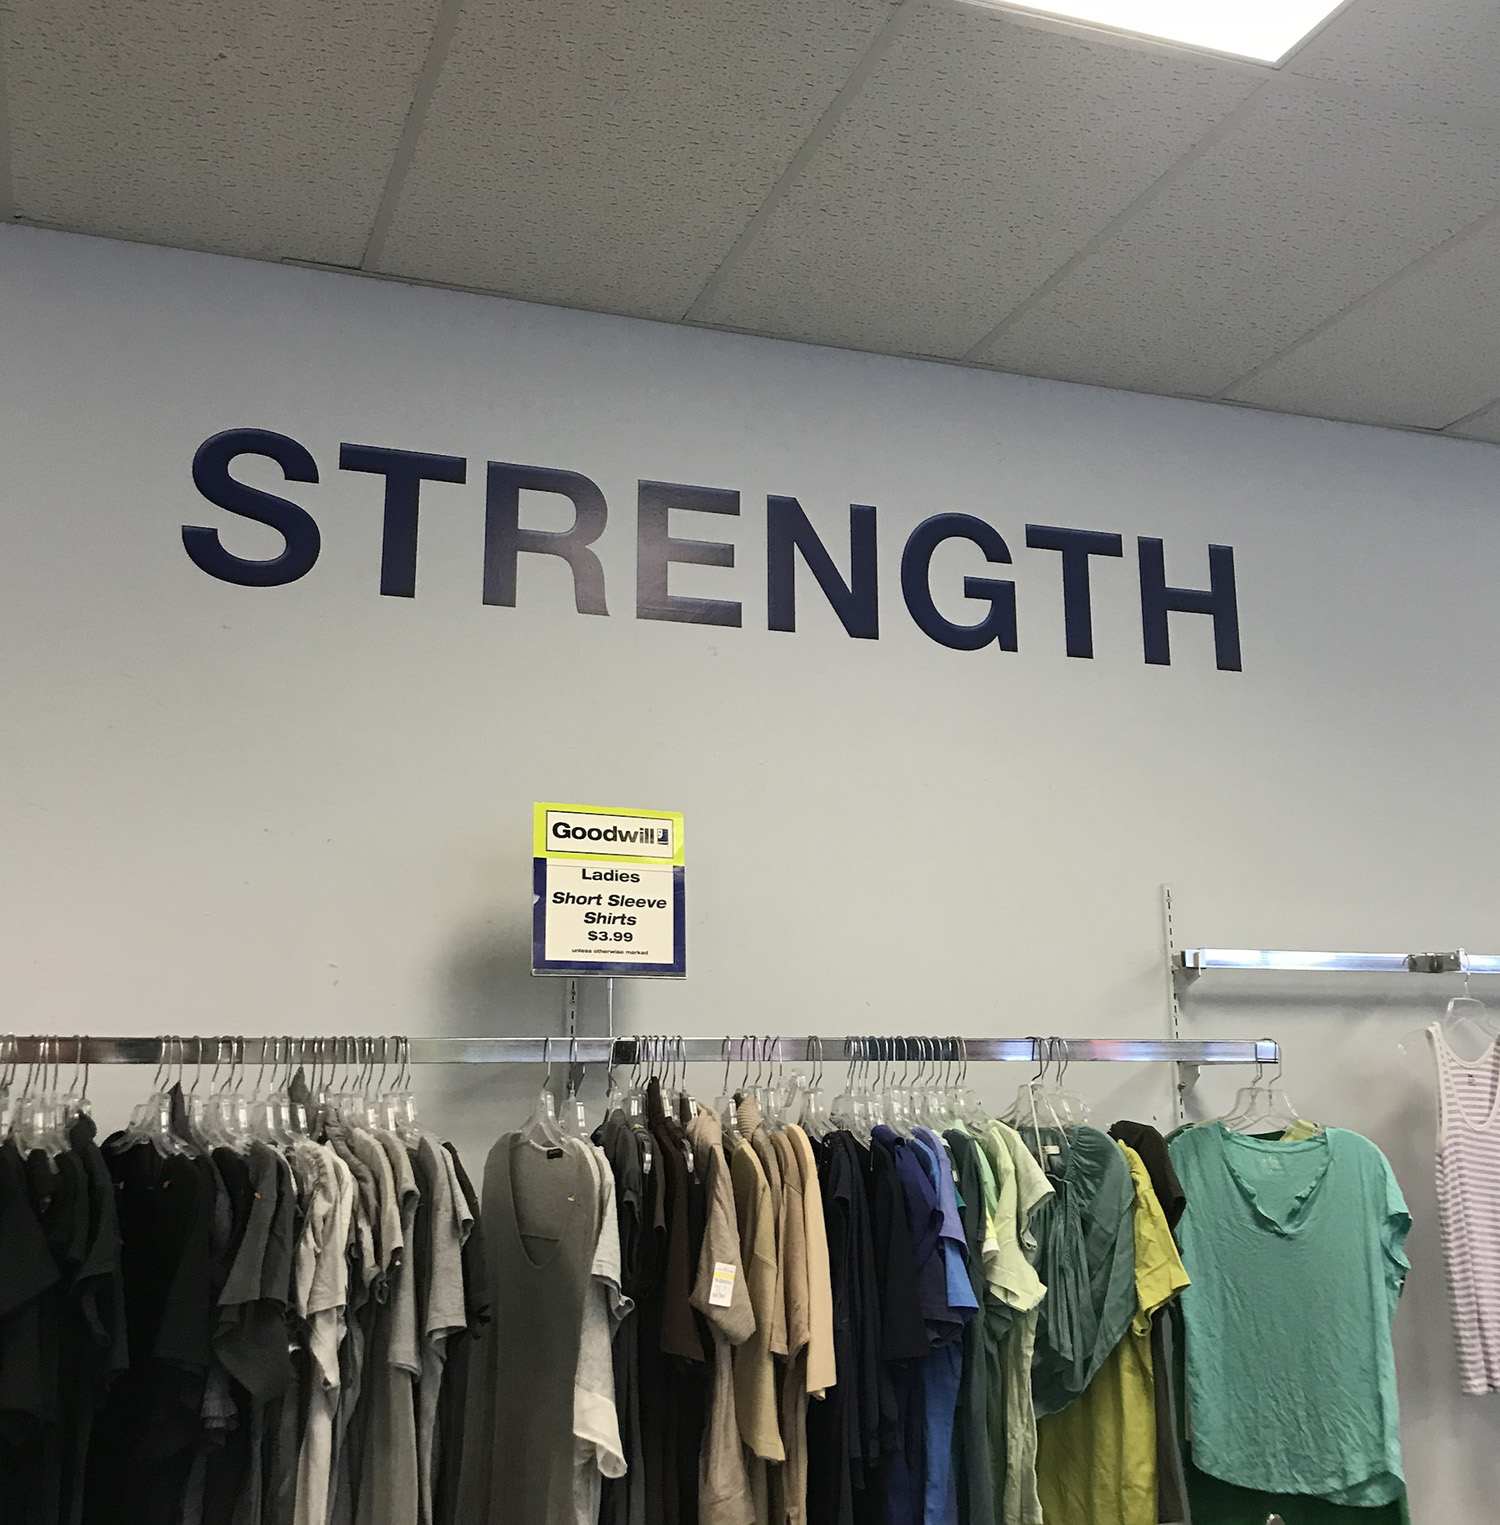 STRENGTH
Goodwill
Ladies
Short Sleeve
Shirts
$3.99
unless otherwise marked